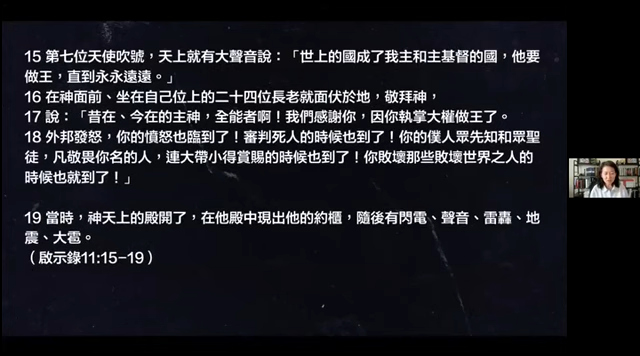 15 第七位天使吹號，天上就有大聲音說：「世上的國成了我主和主基督的國，他要
做王，直到永永遠遠。」
16 在神面前、坐在自己位上的二十四位長老就面伏於地，敬拜神，
17 說：「昔在、今在的主神，全能者啊！我們感謝你，因你執掌大權做王了。
18 外邦發怒，你的憤怒也臨到了！審判死人的時候也到了！你的僕人眾先知和眾聖
徒，凡敬畏你名的人，連大帶小得賞賜的時候也到了！你敗壞那些敗壞世界之人的
時候也就到了！」
19 當時，神天上的殿開了，在他殿中現出他的約櫃，隨後有閃電、聲音、雷轟、地
震、大雹。
（啟示錄11:15–19）